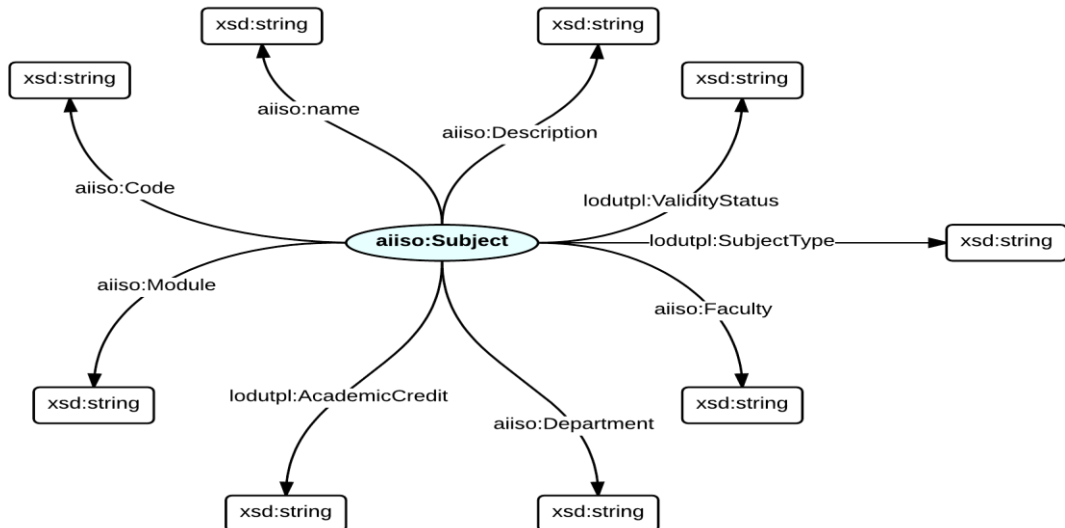 xsd:string
xsd:string
xsd:string
xsd:string
aiiso:name
aiiso:Description
aiiso:Code
lodutpl:ValidityStatus
aiiso:Subject
lodutpl:SubjectType
xsd:string
aiiso:Module
aiiso:Faculty
lodutpl:AcademicCredit
xsd:string
xsd:string
aiiso:Department
xsd:string
xsd:string